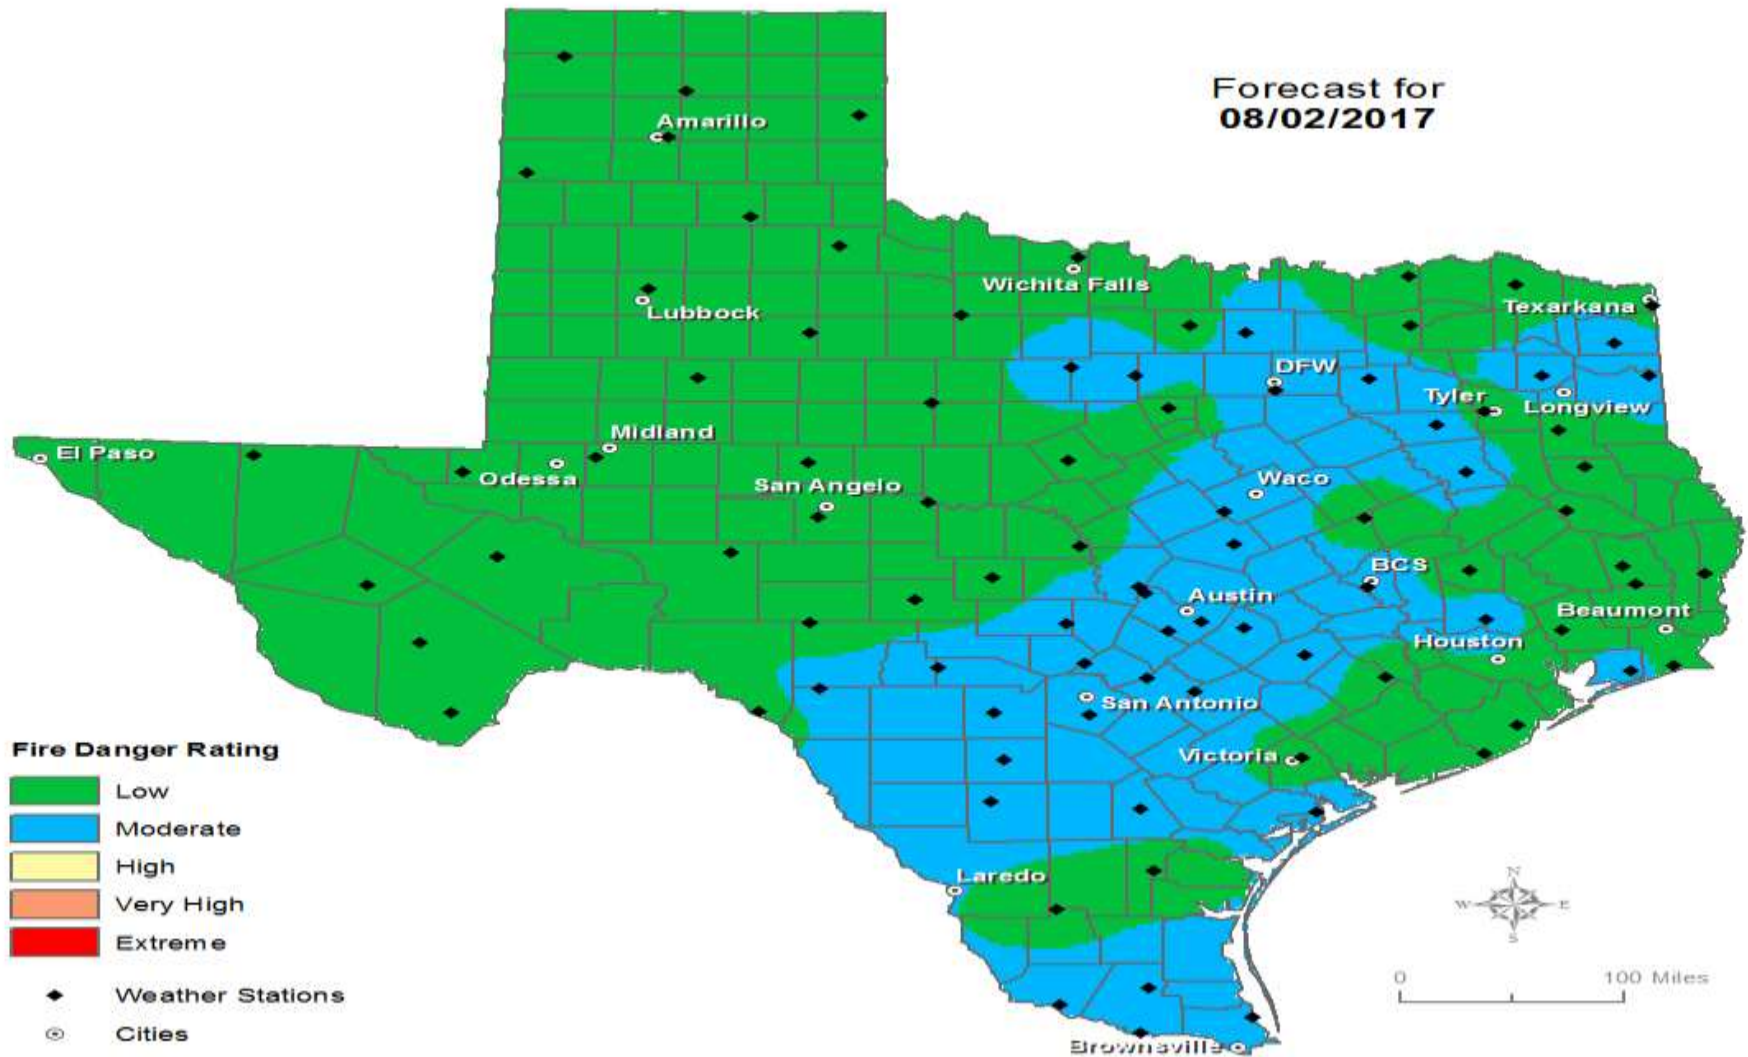 Forecast for
08/02/2017
Amarillo
Wichita Falls
Lubbock
Texarkana
DFW
Tyler
Longview
Midland
El Paso
Odessa
San Angelo
Waco
BCS
Austin
Beaumont
Houston
San Antonio
Victoria
Laredo
Brownsville
Fire Danger Rating
Low
Moderate
High
Very High
Extreme
Weather Stations
Cities
N
W E
S
0 100 Miles